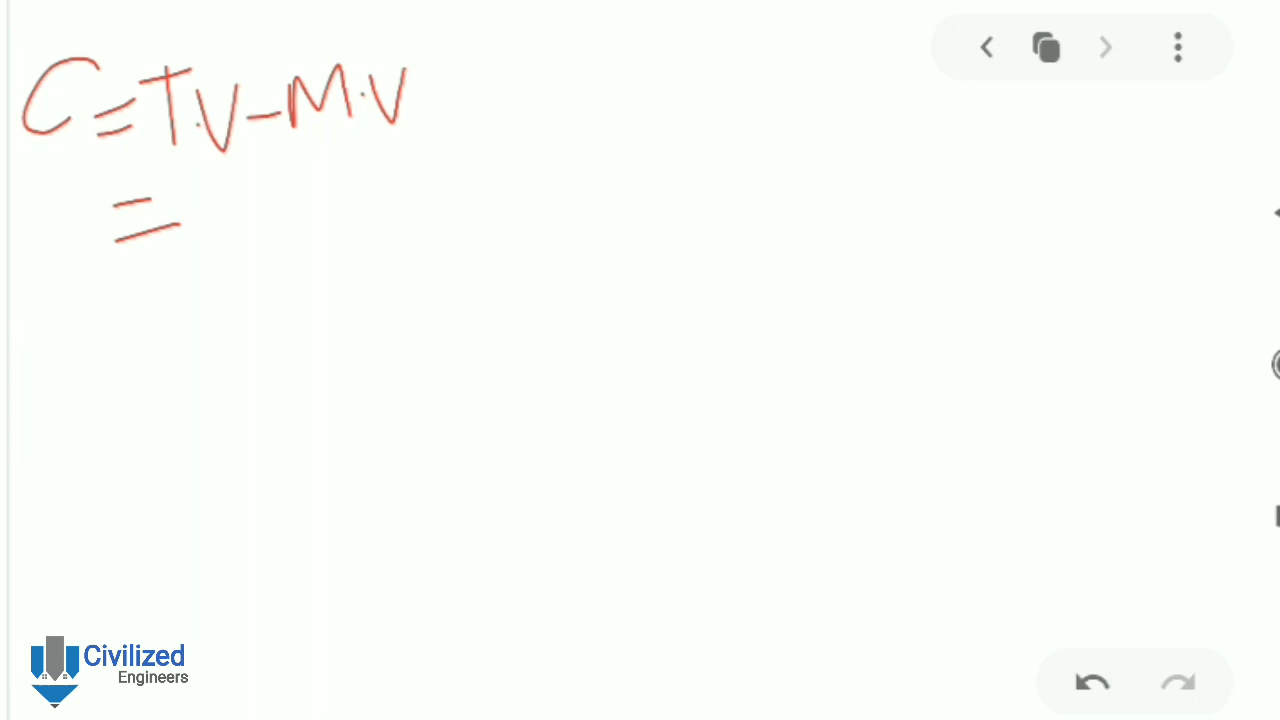 C = T.V - M.V
=
Civilized
Engineers